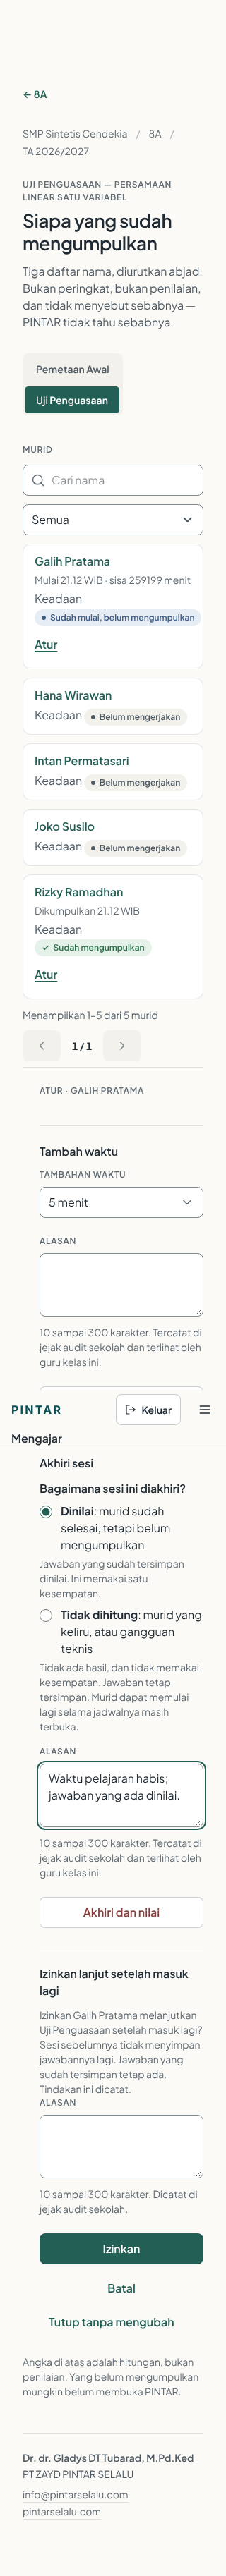 ← 8A
SMP Sintetis Cendekia / 8A /
TA 2026/2027
UJI PENGUASAAN — PERSAMAAN
LINEAR SATU VARIABEL
Siapa yang sudah
mengumpulkan
Tiga daftar nama, diurutkan abjad.
Bukan peringkat, bukan penilaian,
dan tidak menyebut sebabnya —
PINTAR tidak tahu sebabnya.
Pemetaan Awal
Uji Penguasaan
MURID
Cari nama
Semua
Galih Pratama
Mulai 21.12 WIB · sisa 259199 menit
Keadaan
Sudah mulai, belum mengumpulkan
Atur
Hana Wirawan
Keadaan Belum mengerjakan
Intan Permatasari
Keadaan Belum mengerjakan
Joko Susilo
Keadaan Belum mengerjakan
Rizky Ramadhan
Dikumpulkan 21.12 WIB
Keadaan
✓ Sudah mengumpulkan
Atur
Menampilkan 1–5 dari 5 murid
1 / 1
ATUR · GALIH PRATAMA
Tambah waktu
TAMBAHAN WAKTU
5 menit
ALASAN
10 sampai 300 karakter. Tercatat di
jejak audit sekolah dan terlihat oleh
guru kelas ini.
PINTAR
Keluar
Mengajar
Akhiri sesi
Bagaimana sesi ini diakhiri?
Dinilai: murid sudah
selesai, tetapi belum
mengumpulkan
Jawaban yang sudah tersimpan
dinilai. Ini memakai satu
kesempatan.
Tidak dihitung: murid yang
keliru, atau gangguan
teknis
Tidak ada hasil, dan tidak memakai
kesempatan. Jawaban tetap
tersimpan. Murid dapat memulai
lagi selama jadwalnya masih
terbuka.
ALASAN
Waktu pelajaran habis;
jawaban yang ada dinilai.
10 sampai 300 karakter. Tercatat di
jejak audit sekolah dan terlihat oleh
guru kelas ini.
Akhiri dan nilai
Izinkan lanjut setelah masuk
lagi
Izinkan Galih Pratama melanjutkan
Uji Penguasaan setelah masuk lagi?
Sesi sebelumnya tidak menyimpan
jawabannya lagi. Jawaban yang
sudah tersimpan tetap ada.
Tindakan ini dicatat.
ALASAN
10 sampai 300 karakter. Dicatat di
jejak audit sekolah.
Izinkan
Batal
Tutup tanpa mengubah
Angka di atas adalah hitungan, bukan
penilaian. Yang belum mengumpulkan
mungkin belum membuka PINTAR.
Dr. dr. Gladys DT Tubarad, M.Pd.Ked
PT ZAYD PINTAR SELALU
info@pintarselalu.com
pintarselalu.com